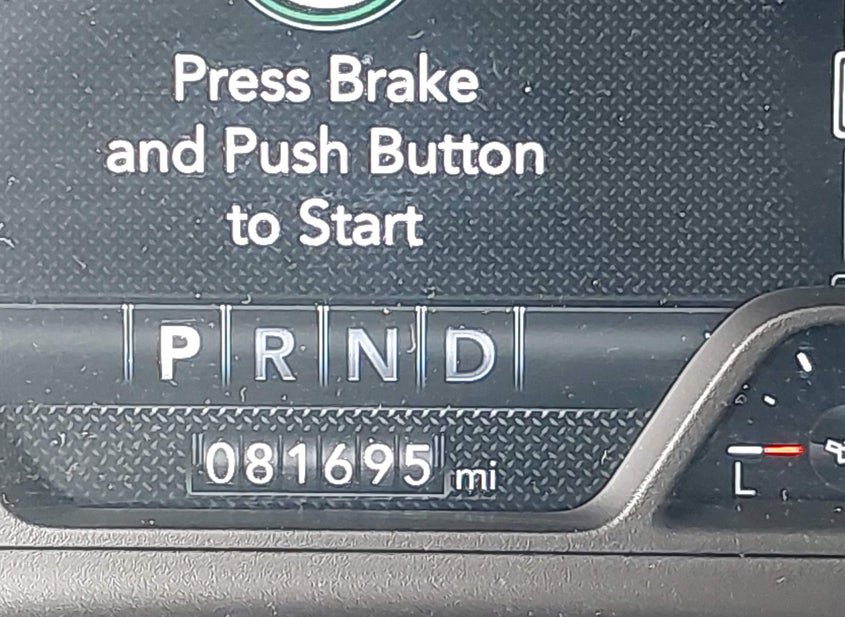 Press Brake
and Push Button
to Start
P R N D
081695 mi
L